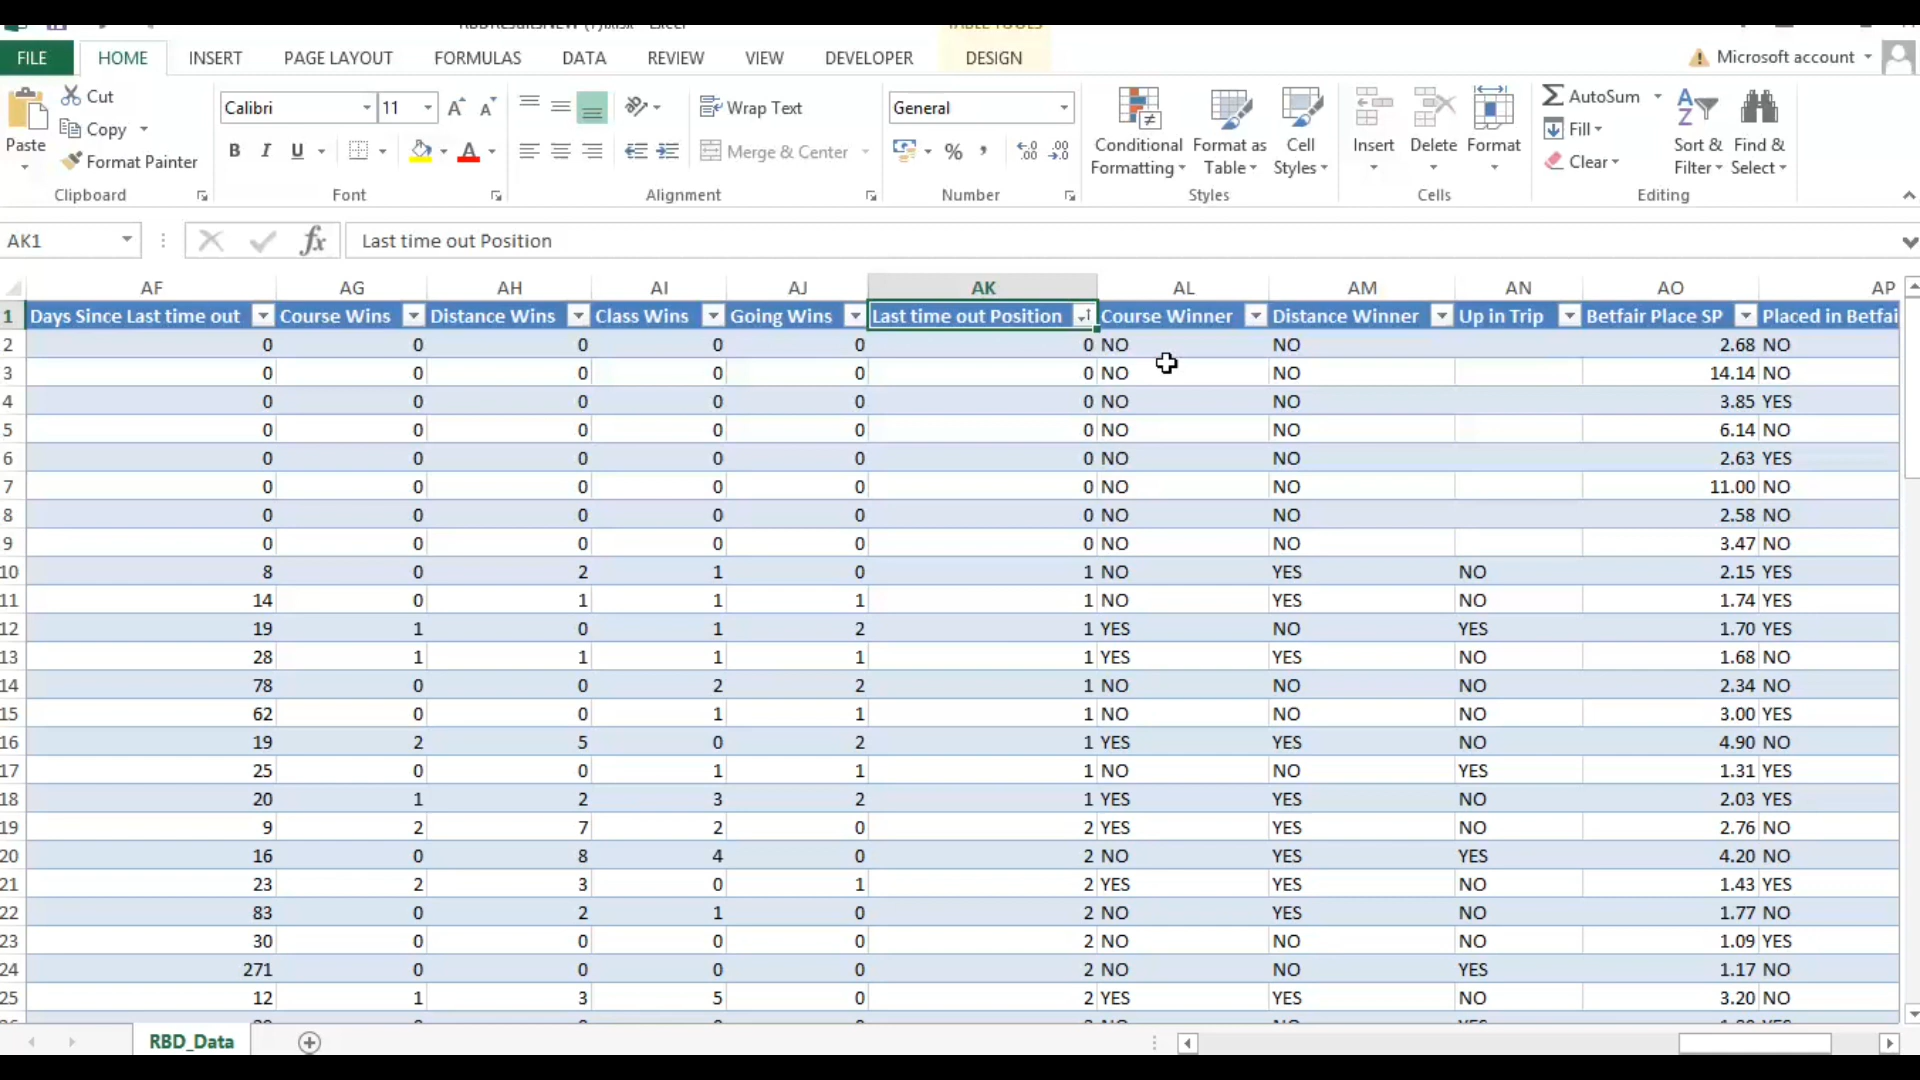 FILE HOME INSERT PAGE LAYOUT FORMULAS DATA REVIEW VIEW DEVELOPER DESIGN Microsoft account
Cut
Copy
Format Painter
Paste
Clipboard
Calibri 11
B I U A
Font
Wrap Text
Merge & Center
Alignment
General
%
Number
Conditional Formatting
Format as Table
Cell Styles
Styles
Insert Delete Format
Cells
AutoSum
Fill
Clear
Sort & Filter
Find & Select
Editing
AK1 fx Last time out Position
AF AG AH AI AJ AK AL AM AN AO AP
1 Days Since Last time out Course Wins Distance Wins Class Wins Going Wins Last time out Position Course Winner Distance Winner Up in Trip Betfair Place SP Placed in Betfai
2 0 0 0 0 0 0 NO NO 2.68 NO
3 0 0 0 0 0 0 NO NO 14.14 NO
4 0 0 0 0 0 0 NO NO 3.85 YES
5 0 0 0 0 0 0 NO NO 6.14 NO
6 0 0 0 0 0 0 NO NO 2.63 YES
7 0 0 0 0 0 0 NO NO 11.00 NO
8 0 0 0 0 0 0 NO NO 2.58 NO
9 0 0 0 0 0 0 NO NO 3.47 NO
10 8 0 2 1 0 1 NO YES NO 2.15 YES
11 14 0 1 1 1 1 NO YES NO 1.74 YES
12 19 1 0 1 2 1 YES NO YES 1.70 YES
13 28 1 1 1 1 1 YES YES NO 1.68 NO
14 78 0 0 2 2 1 NO NO NO 2.34 NO
15 62 0 0 1 1 1 NO NO NO 3.00 YES
16 19 2 5 0 2 1 YES YES NO 4.90 NO
17 25 0 0 1 1 1 NO NO YES 1.31 YES
18 20 1 2 3 2 1 YES YES NO 2.03 YES
19 9 2 7 2 0 2 YES YES NO 2.76 NO
20 16 0 8 4 0 2 NO YES YES 4.20 NO
21 23 2 3 0 1 2 YES YES NO 1.43 YES
22 83 0 2 1 0 2 NO YES NO 1.77 NO
23 30 0 0 0 0 2 NO NO NO 1.09 YES
24 271 0 0 0 0 2 NO NO YES 1.17 NO
25 12 1 3 5 0 2 YES YES NO 3.20 NO
RBD_Data